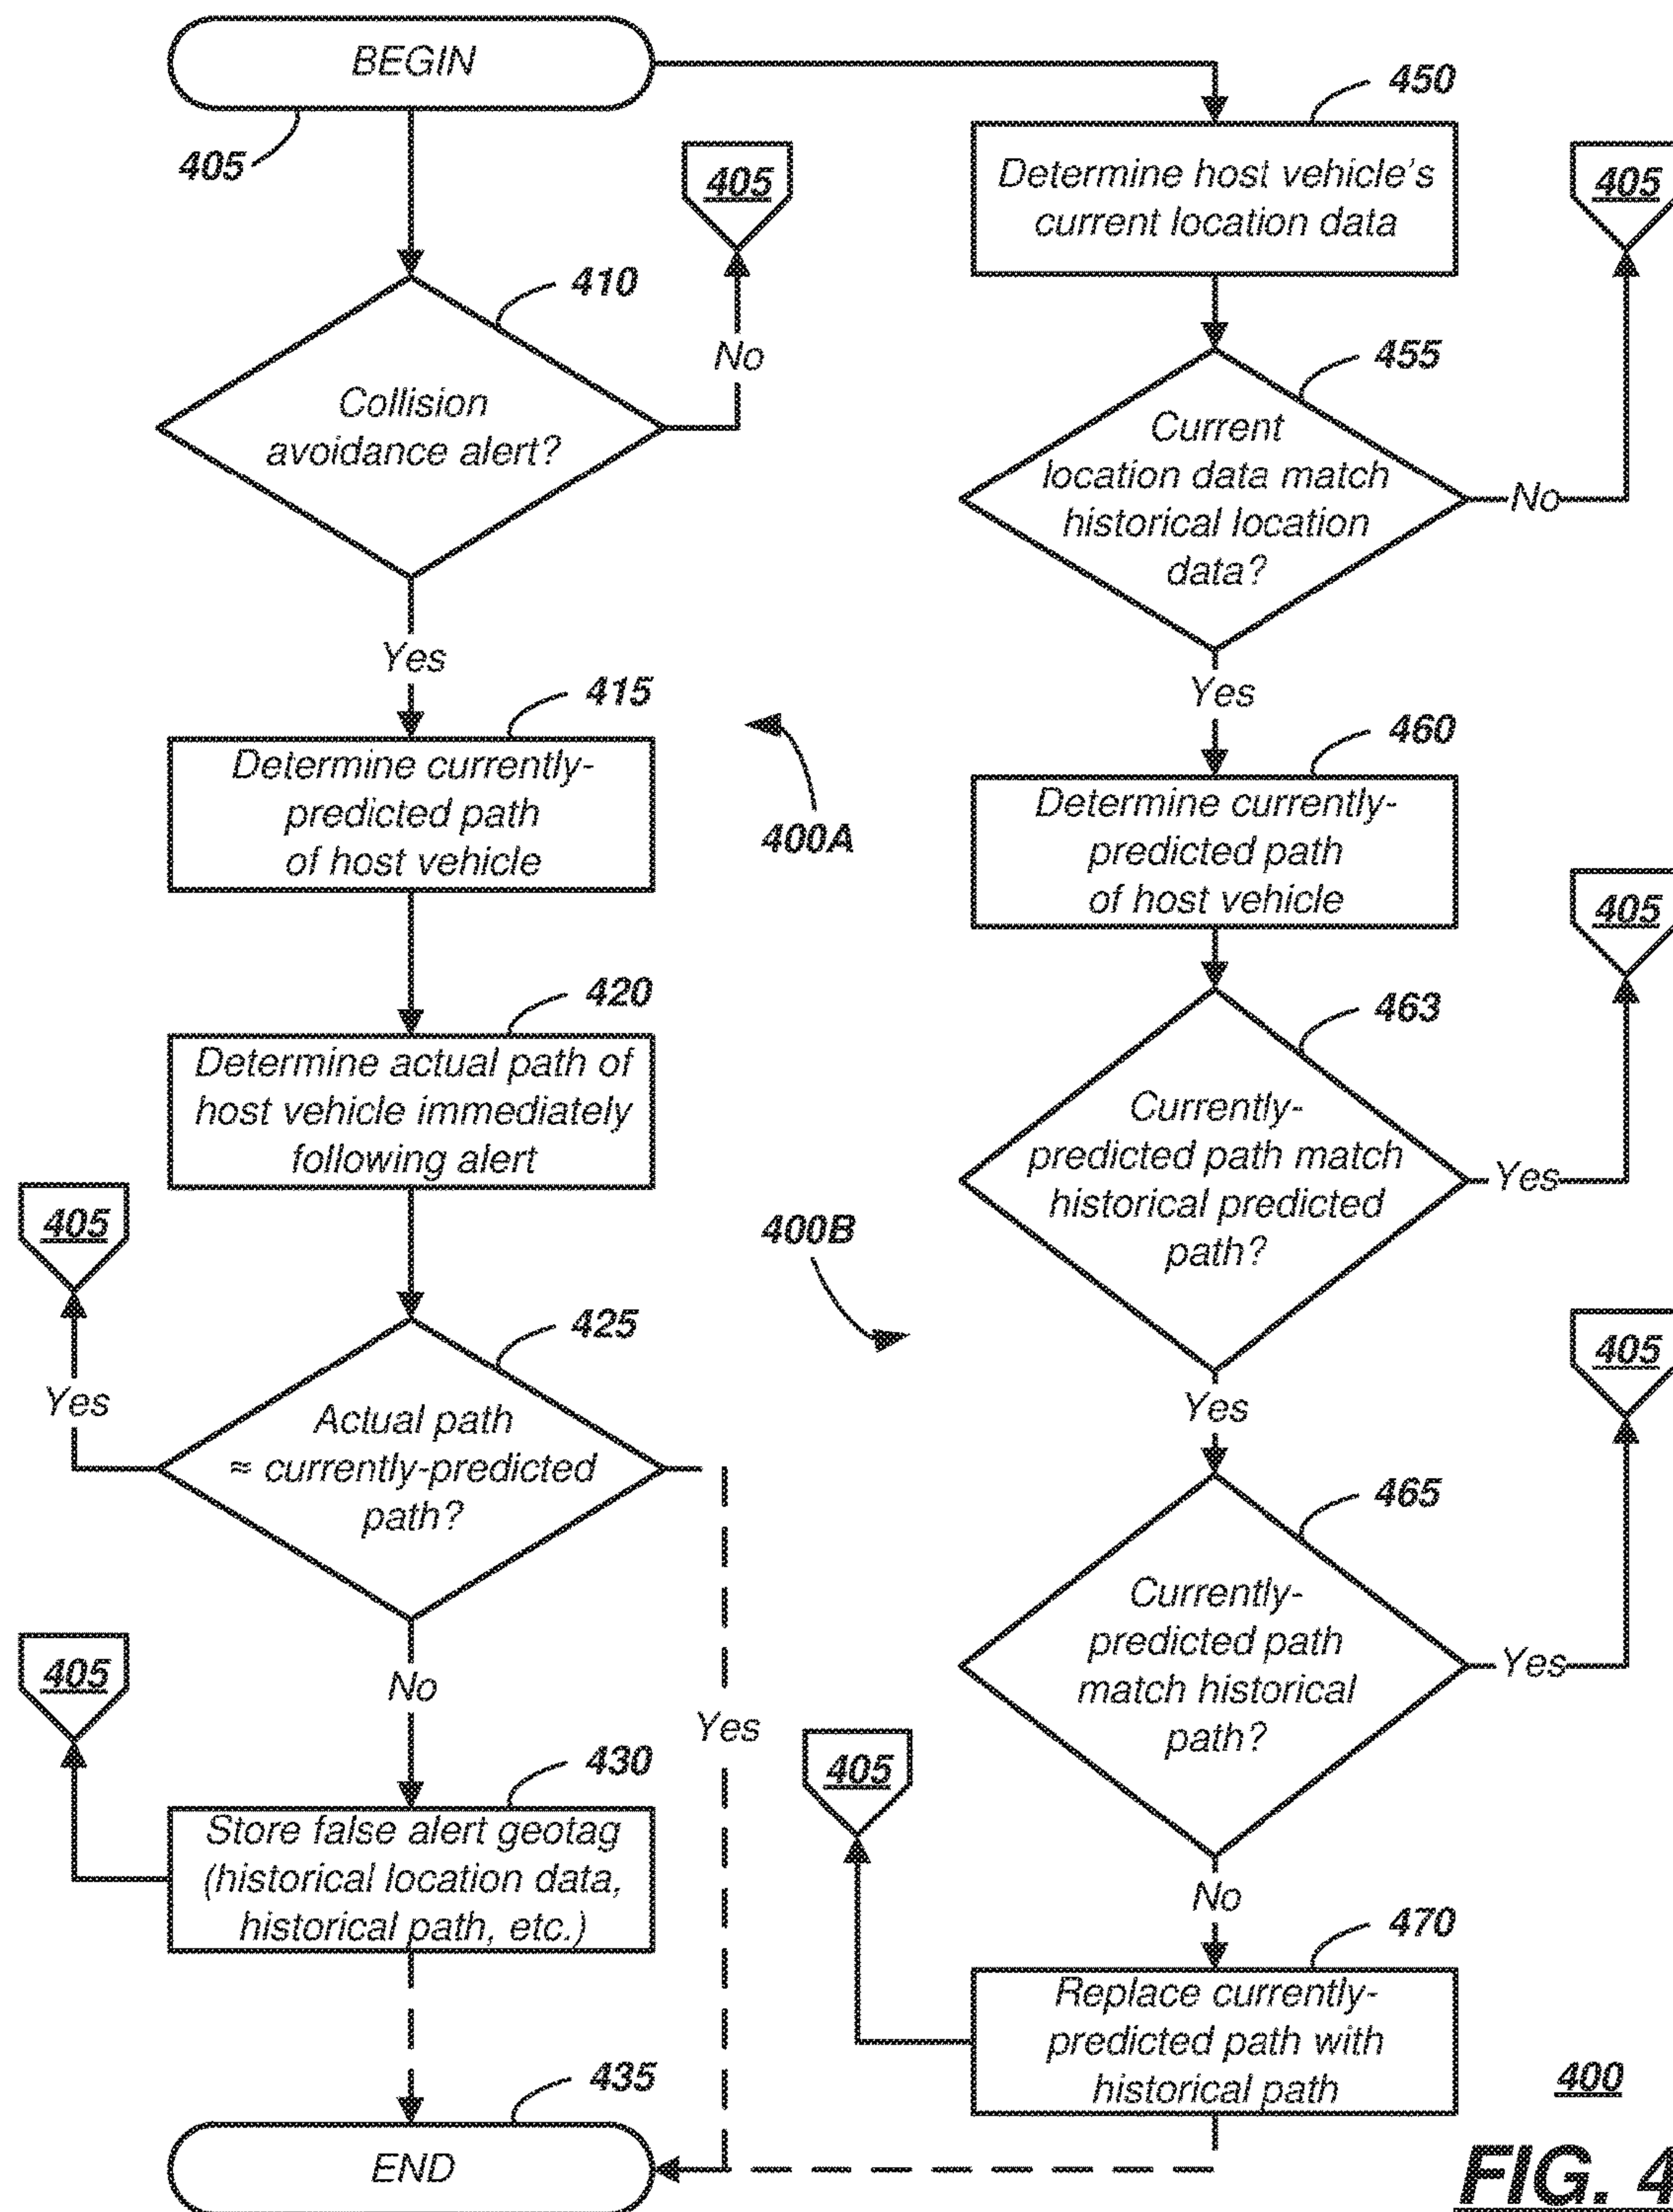 BEGIN
405
405
410
Collision
avoidance alert?
No
Yes
415
Determine currently-
predicted path
of host vehicle
400A
420
Determine actual path of
host vehicle immediately
following alert
405
Yes
425
Actual path
≈ currently-predicted
path?
Yes
No
405
430
Store false alert geotag
(historical location data,
historical path, etc.)
435
END
450
Determine host vehicle's
current location data
405
455
Current
location data match
historical location
data?
No
Yes
460
Determine currently-
predicted path
of host vehicle
405
463
Currently-
predicted path match
historical predicted
path?
Yes
400B
Yes
405
465
Currently-
predicted path
match historical
path?
Yes
405
No
470
Replace currently-
predicted path with
historical path
400
FIG. 4